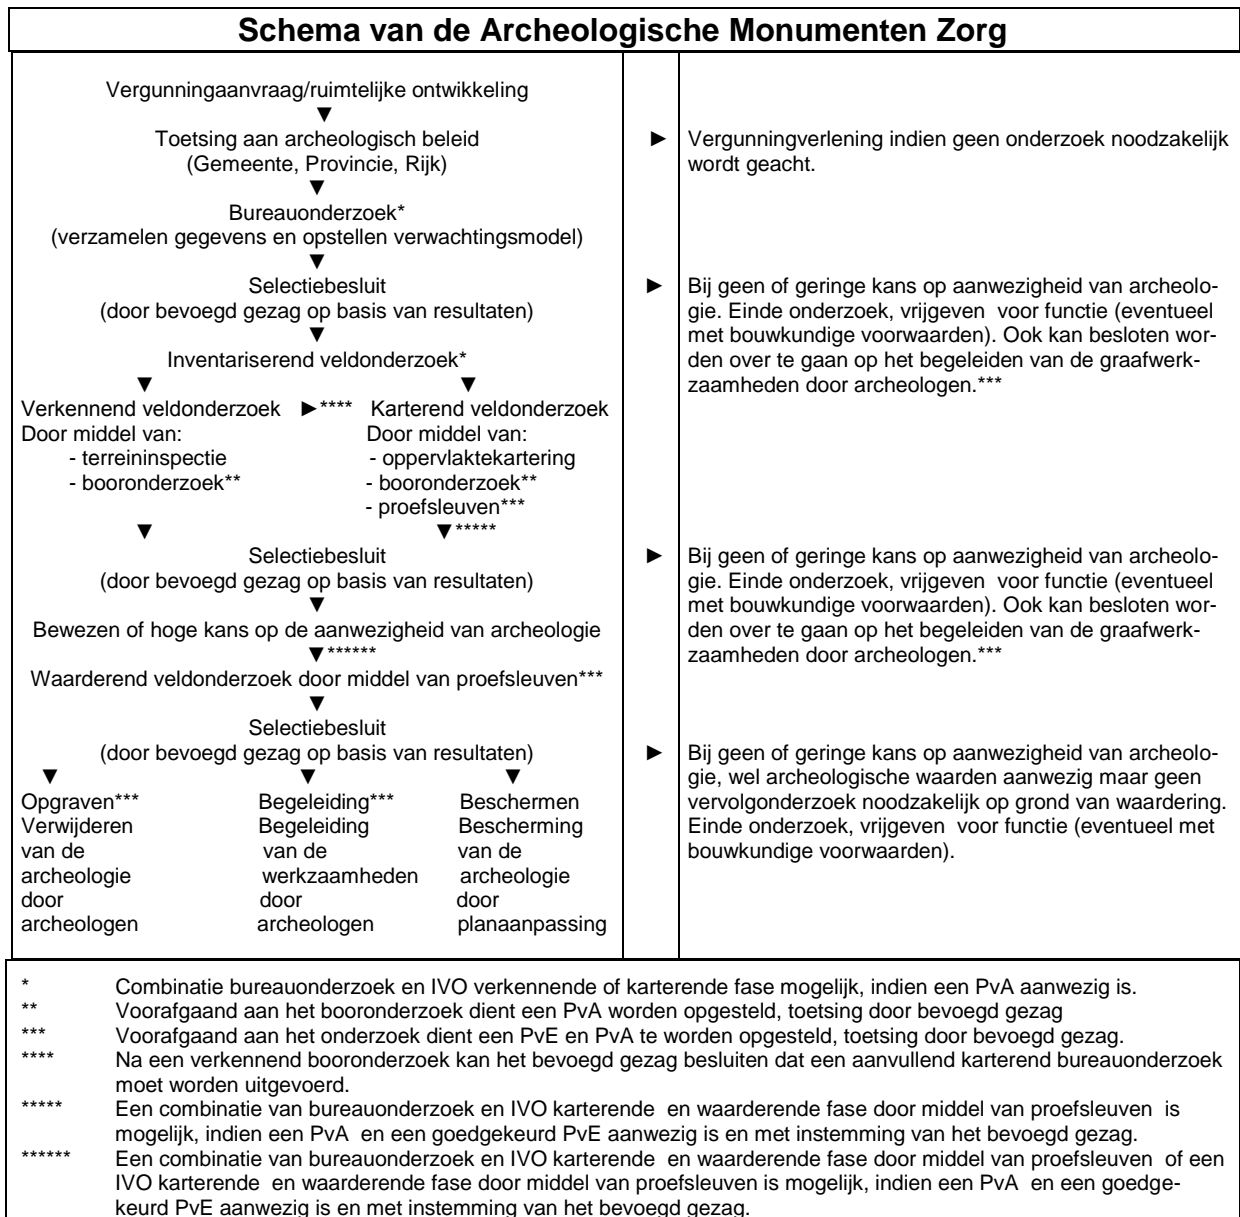 Schema van de Archeologische Monumenten Zorg
Vergunningaanvraag/ruimtelijke ontwikkeling
▼
Toetsing aan archeologisch beleid
(Gemeente, Provincie, Rijk)
► Vergunningverlening indien geen onderzoek noodzakelijk
wordt geacht.
▼
Bureauonderzoek*
(verzamelen gegevens en opstellen verwachtingsmodel)
▼
Selectiebesluit
(door bevoegd gezag op basis van resultaten)
► Bij geen of geringe kans op aanwezigheid van archeolo-
gie. Einde onderzoek, vrijgeven voor functie (eventueel
met bouwkundige voorwaarden). Ook kan besloten wor-
den over te gaan op het begeleiden van de graafwerk-
zaamheden door archeologen.***
▼
Inventariserend veldonderzoek*
▼ ▼
Verkennend veldonderzoek ►**** Karterend veldonderzoek
Door middel van: Door middel van:
- terreininspectie - oppervlaktekartering
- booronderzoek** - booronderzoek**
- proefsleuven***
▼ ▼*****
Selectiebesluit
(door bevoegd gezag op basis van resultaten)
► Bij geen of geringe kans op aanwezigheid van archeolo-
gie. Einde onderzoek, vrijgeven voor functie (eventueel
met bouwkundige voorwaarden). Ook kan besloten wor-
den over te gaan op het begeleiden van de graafwerk-
zaamheden door archeologen.***
▼
Bewezen of hoge kans op de aanwezigheid van archeologie
▼******
Waarderend veldonderzoek door middel van proefsleuven***
▼
Selectiebesluit
(door bevoegd gezag op basis van resultaten)
► Bij geen of geringe kans op aanwezigheid van archeolo-
gie, wel archeologische waarden aanwezig maar geen
vervolgonderzoek noodzakelijk op grond van waardering.
Einde onderzoek, vrijgeven voor functie (eventueel met
bouwkundige voorwaarden).
▼ ▼ ▼
Opgraven*** Begeleiding*** Beschermen
Verwijderen Begeleiding Bescherming
van de van de van de
archeologie werkzaamheden archeologie
door door door
archeologen archeologen planaanpassing
* Combinatie bureauonderzoek en IVO verkennende of karterende fase mogelijk, indien een PvA aanwezig is.
** Voorafgaand aan het booronderzoek dient een PvA worden opgesteld, toetsing door bevoegd gezag
*** Voorafgaand aan het onderzoek dient een PvE en PvA te worden opgesteld, toetsing door bevoegd gezag.
**** Na een verkennend booronderzoek kan het bevoegd gezag besluiten dat een aanvullend karterend bureauonderzoek
moet worden uitgevoerd.
***** Een combinatie van bureauonderzoek en IVO karterende en waarderende fase door middel van proefsleuven is
mogelijk, indien een PvA en een goedgekeurd PvE aanwezig is en met instemming van het bevoegd gezag.
****** Een combinatie van bureauonderzoek en IVO karterende en waarderende fase door middel van proefsleuven of een
IVO karterende en waarderende fase door middel van proefsleuven is mogelijk, indien een PvA en een goedge-
keurd PvE aanwezig is en met instemming van het bevoegd gezag.